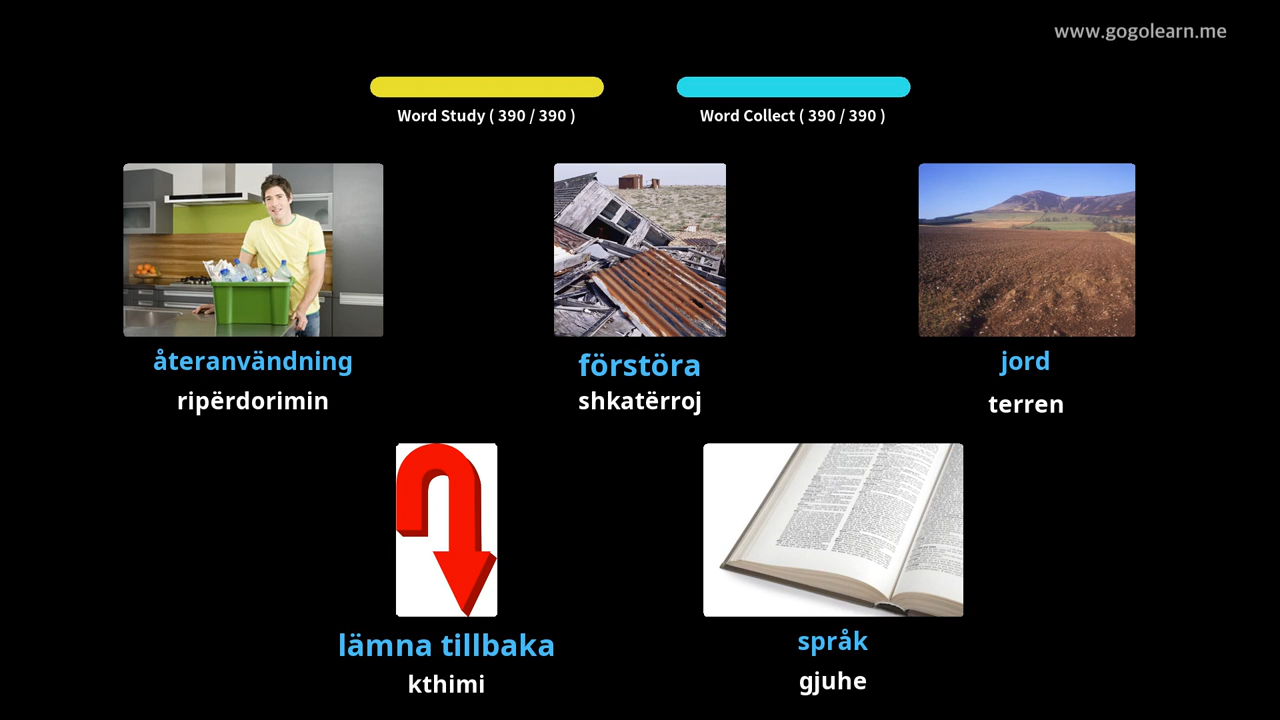 www.gogolearn.me
Word Study ( 390 / 390 )
Word Collect ( 390 / 390 )
återanvändning
ripërdorimin
förstöra
shkatërroj
jord
terren
lämna tillbaka
kthimi
språk
gjuhe